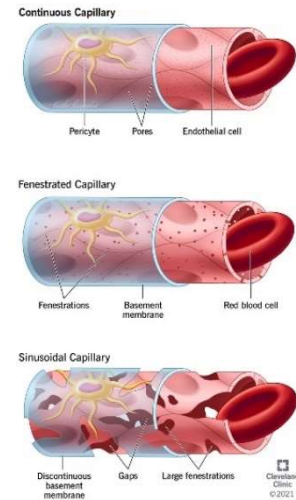 Continuous Capillary
Pericyte Pores Endothelial cell
Fenestrated Capillary
Fenestrations Basement membrane Red blood cell
Sinusoidal Capillary
Discontinuous basement membrane Gaps Large fenestrations
Cleveland
Clinic
©2021